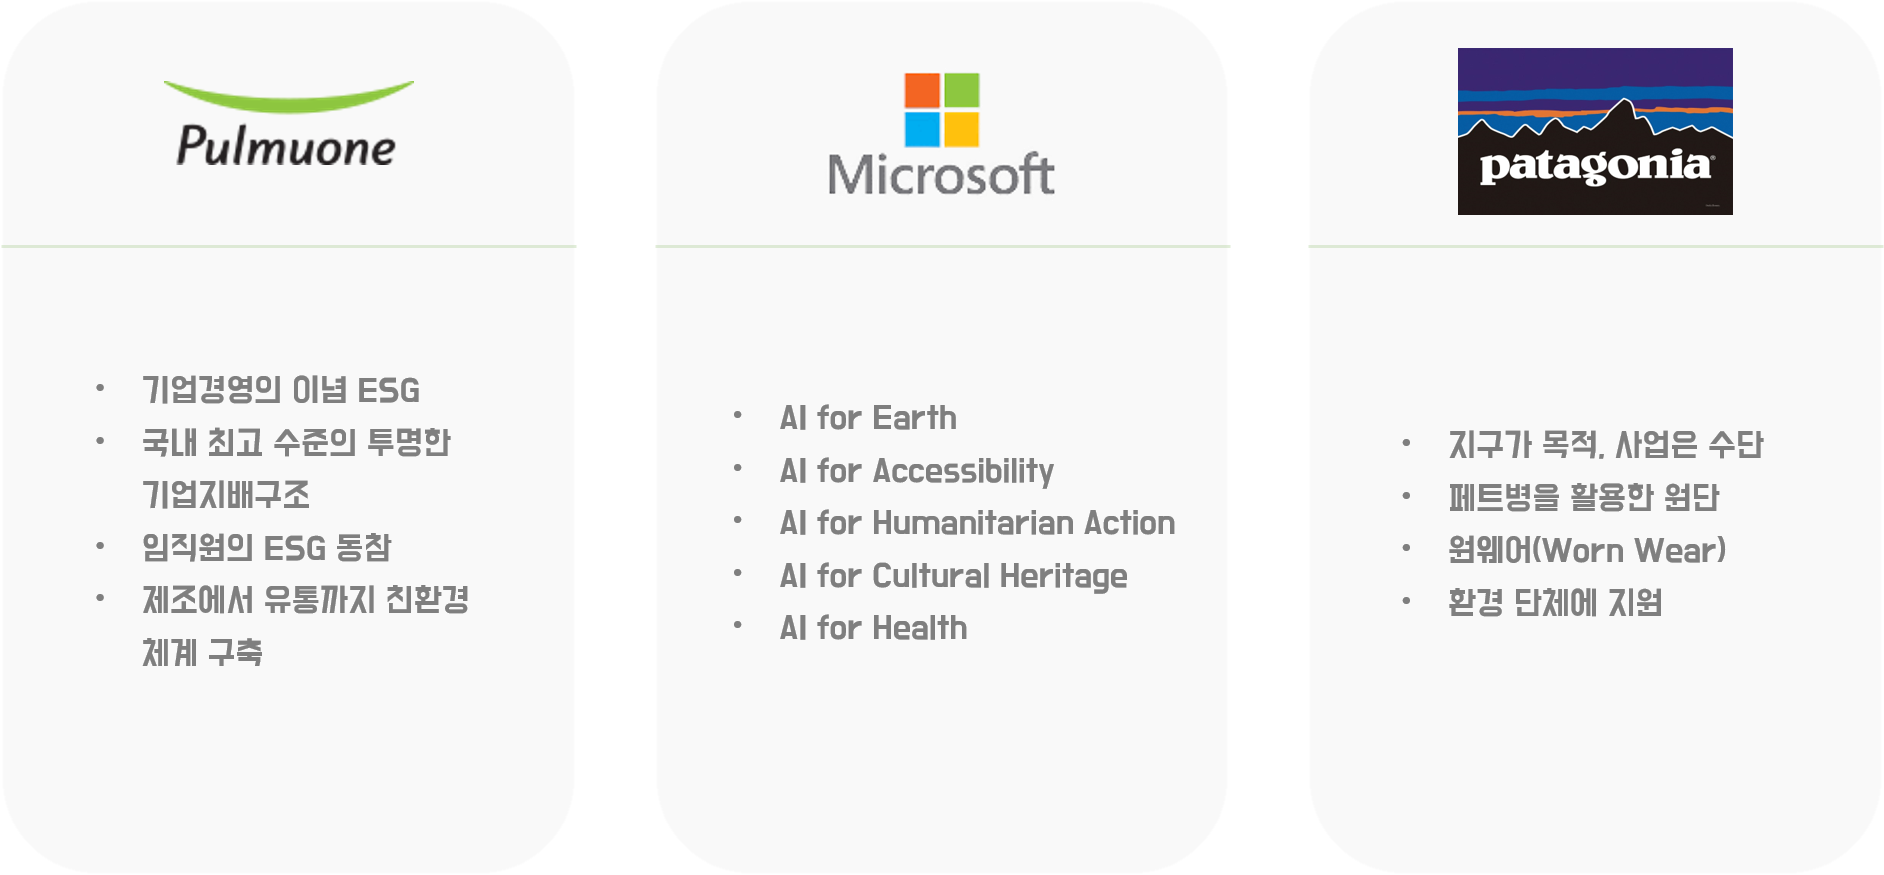 Pulmuone
• 기업경영의 이념 ESG
• 국내 최고 수준의 투명한
기업지배구조
• 임직원의 ESG 동참
• 제조에서 유통까지 친환경
체계 구축
Microsoft
• AI for Earth
• AI for Accessibility
• AI for Humanitarian Action
• AI for Cultural Heritage
• AI for Health
patagonia®
• 지구가 목적, 사업은 수단
• 페트병을 활용한 원단
• 원웨어(Worn Wear)
• 환경 단체에 지원